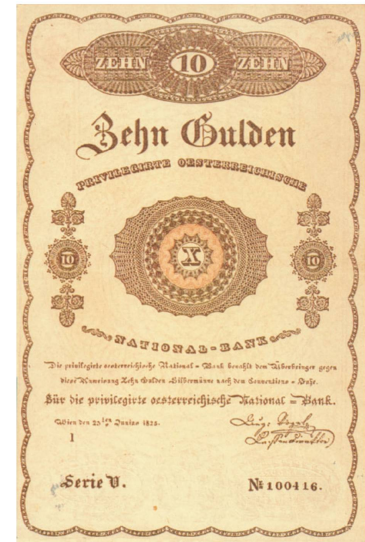 ZEHN 10 ZEHN
Zehn Gulden
PRIVILEGIRTE OESTERREICHISCHE
10 X 10
NATIONAL-BANK
Die privilegirte oesterreichische National=Bank bezahlt dem Überbringer gegen
diese Anweisung Zehn Gulden Silbermünze nach dem Conventions=Fuße.
Für die privilegirte oesterreichische National=Bank.
Wien den 23ten Junius 1825.
1
Serie V.
№ 100416.